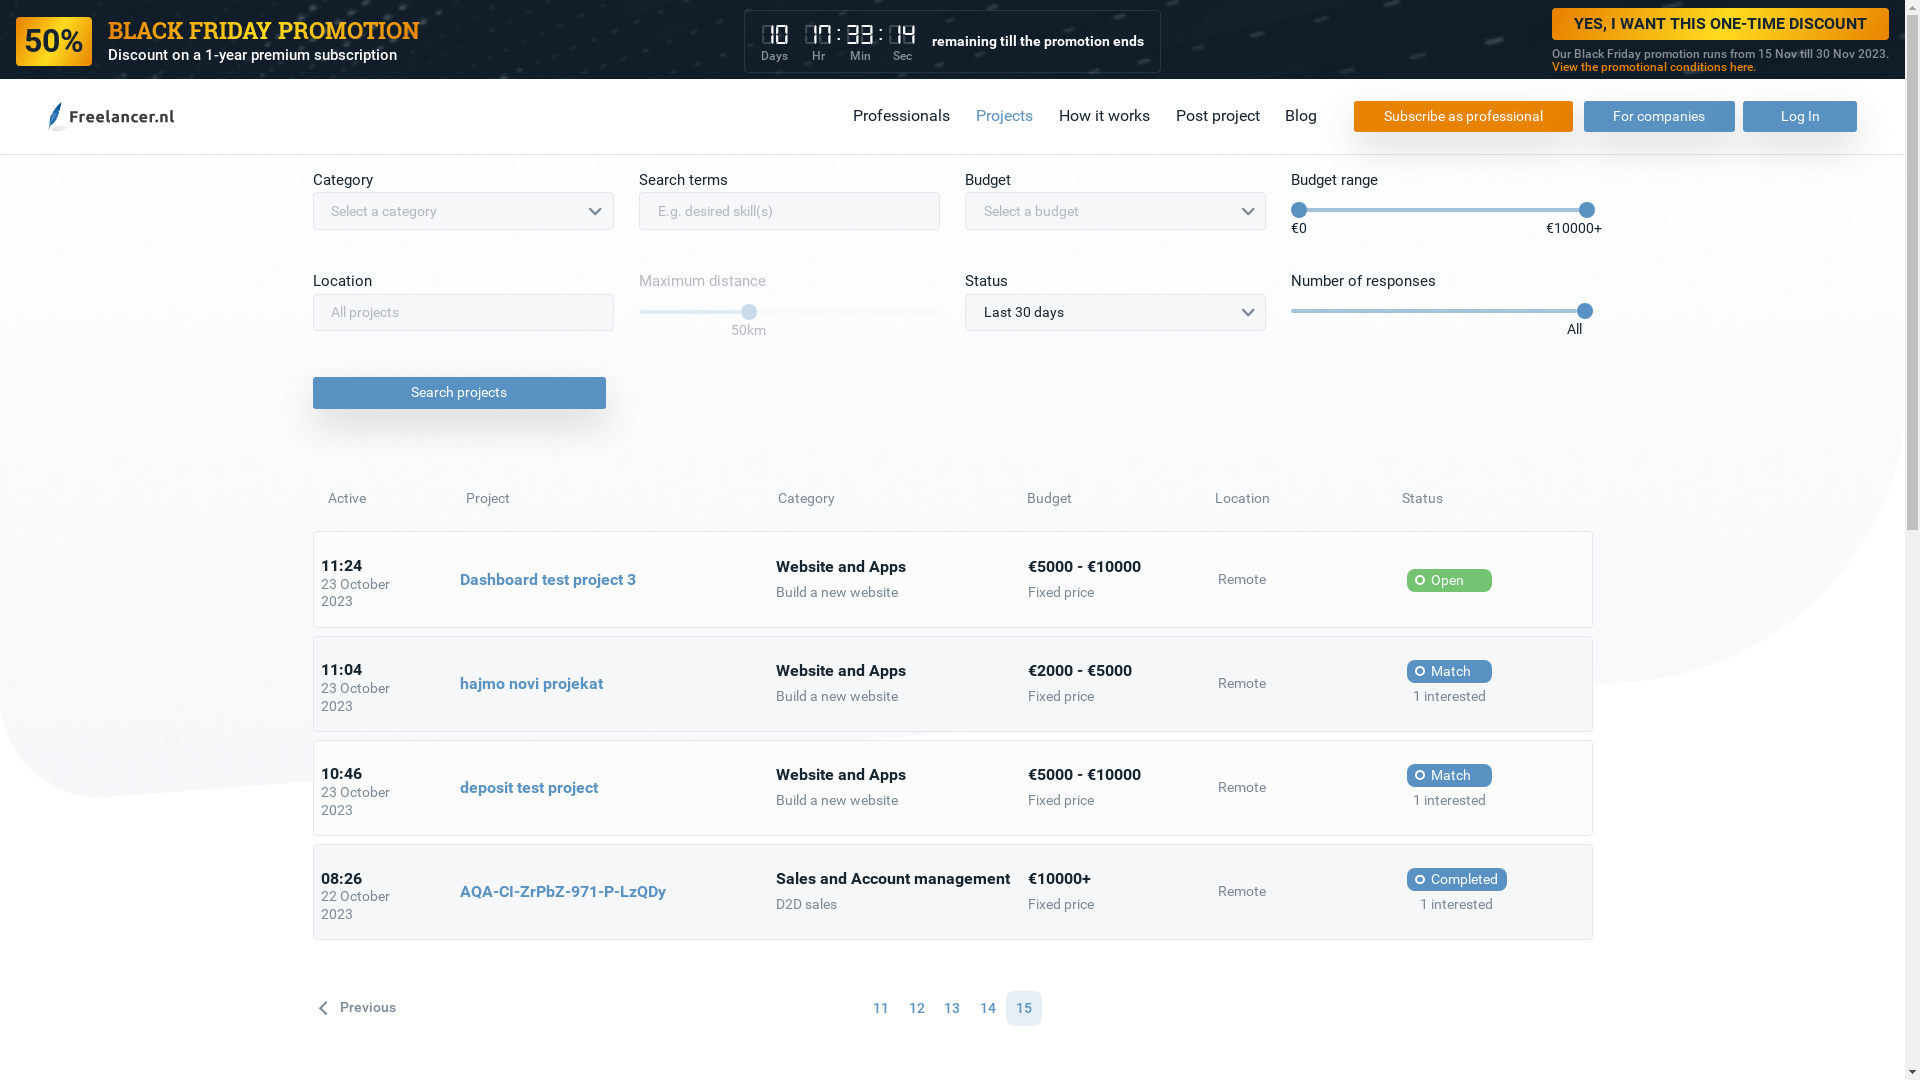 50%
BLACK FRIDAY PROMOTION
Discount on a 1-year premium subscription
10 17 : 33 : 14
Days Hr Min Sec
remaining till the promotion ends
YES, I WANT THIS ONE-TIME DISCOUNT
Our Black Friday promotion runs from 15 Nov till 30 Nov 2023.
View the promotional conditions here.
Freelancer.nl
Professionals Projects How it works Post project Blog Subscribe as professional For companies Log In
Category Search terms Budget Budget range
Select a category E.g. desired skill(s) Select a budget
€0 €10000+
Location Maximum distance Status Number of responses
All projects Last 30 days
50km All
Search projects
Active Project Category Budget Location Status
11:24
23 October
2023
Dashboard test project 3
Website and Apps
Build a new website
€5000 - €10000
Fixed price
Remote
Open
11:04
23 October
2023
hajmo novi projekat
Website and Apps
Build a new website
€2000 - €5000
Fixed price
Remote
Match
1 interested
10:46
23 October
2023
deposit test project
Website and Apps
Build a new website
€5000 - €10000
Fixed price
Remote
Match
1 interested
08:26
22 October
2023
AQA-CI-ZrPbZ-971-P-LzQDy
Sales and Account management
D2D sales
€10000+
Fixed price
Remote
Completed
1 interested
Previous 11 12 13 14 15